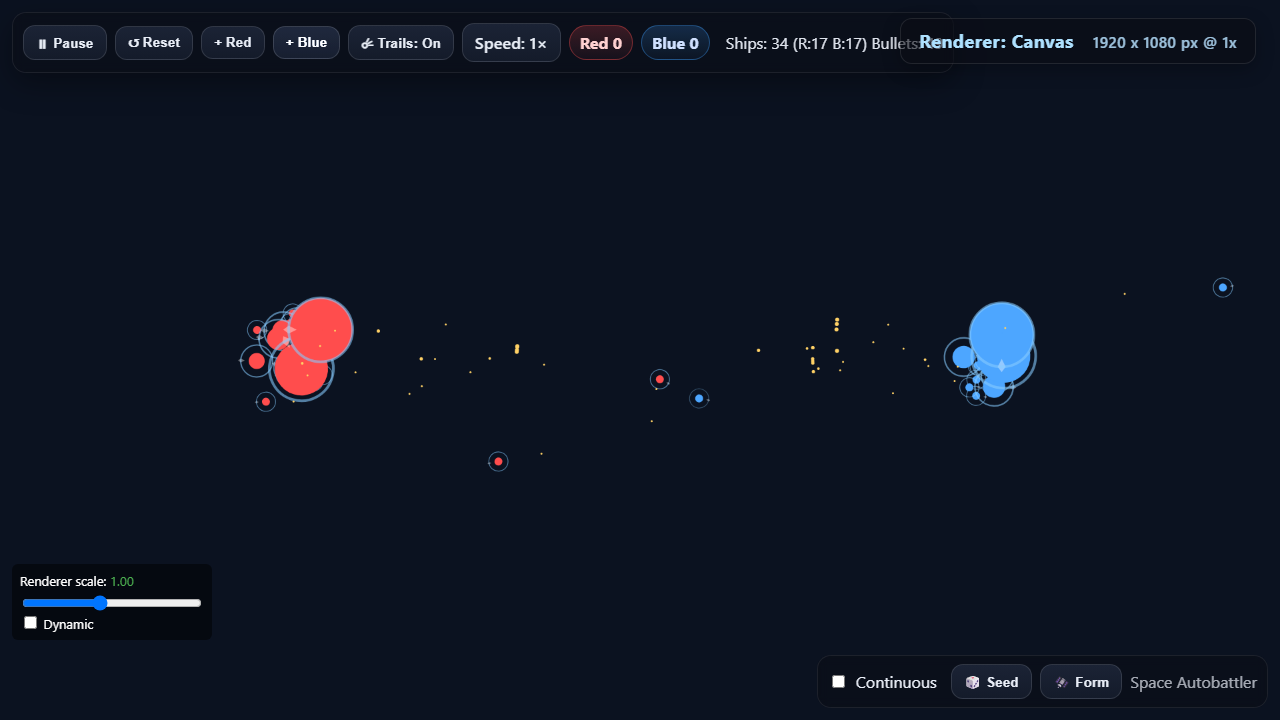 ⏸ Pause
↺ Reset
+ Red
+ Blue
☄ Trails: On
Speed: 1×
Red 0
Blue 0
Ships: 34 (R:17 B:17) Bullets:
Renderer: Canvas
1920 x 1080 px @ 1x
Renderer scale: 1.00
Dynamic
Continuous
🎲 Seed
🛰 Form
Space Autobattler